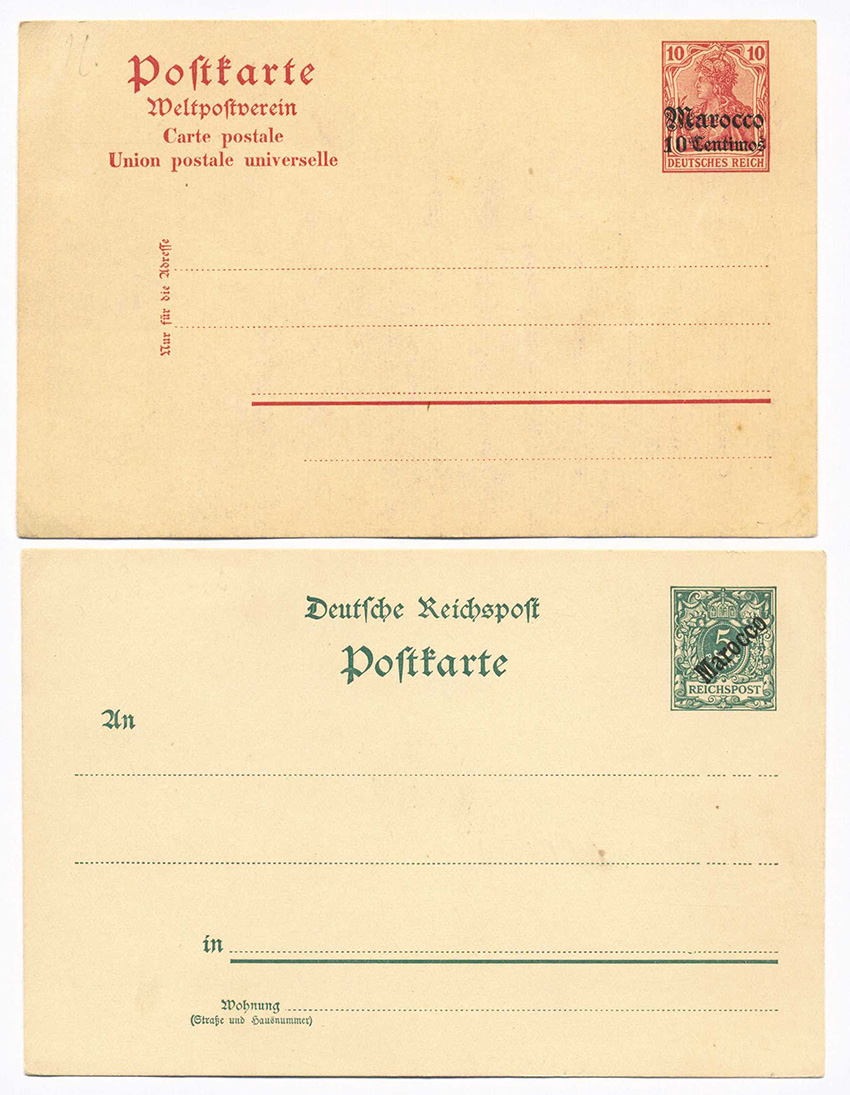 Postkarte
Weltpostverein
Carte postale
Union postale universelle
10 10
Marocco
10 Centimos
DEUTSCHES REICH
Nur für die Adresse
Deutsche Reichspost
Postkarte
5
Marocco
REICHSPOST
An
in
Wohnung
(Straße und Hausnummer)